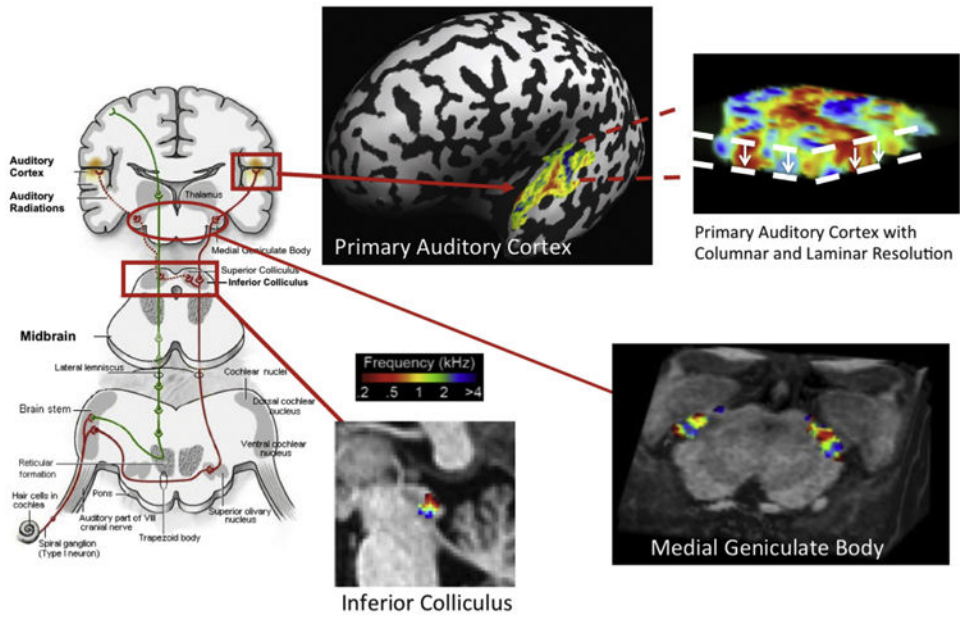 Auditory
Cortex
Auditory
Radiations
Thalamus
Medial Geniculate Body
Superior Colliculus
Inferior Colliculus
Midbrain
Lateral lemniscus
Cochlear nuclei
Dorsal cochlear
nucleus
Brain stem
Ventral cochlear
nucleus
Reticular
formation
Hair cells in
cochlea
Pons
Auditory part of VIII
cranial nerve
Superior olivary
nucleus
Spiral ganglion
(Type I neuron)
Trapezoid body
Primary Auditory Cortex
Primary Auditory Cortex with
Columnar and Laminar Resolution
Frequency (kHz)
.2 .5 1 2 >4
Inferior Colliculus
Medial Geniculate Body